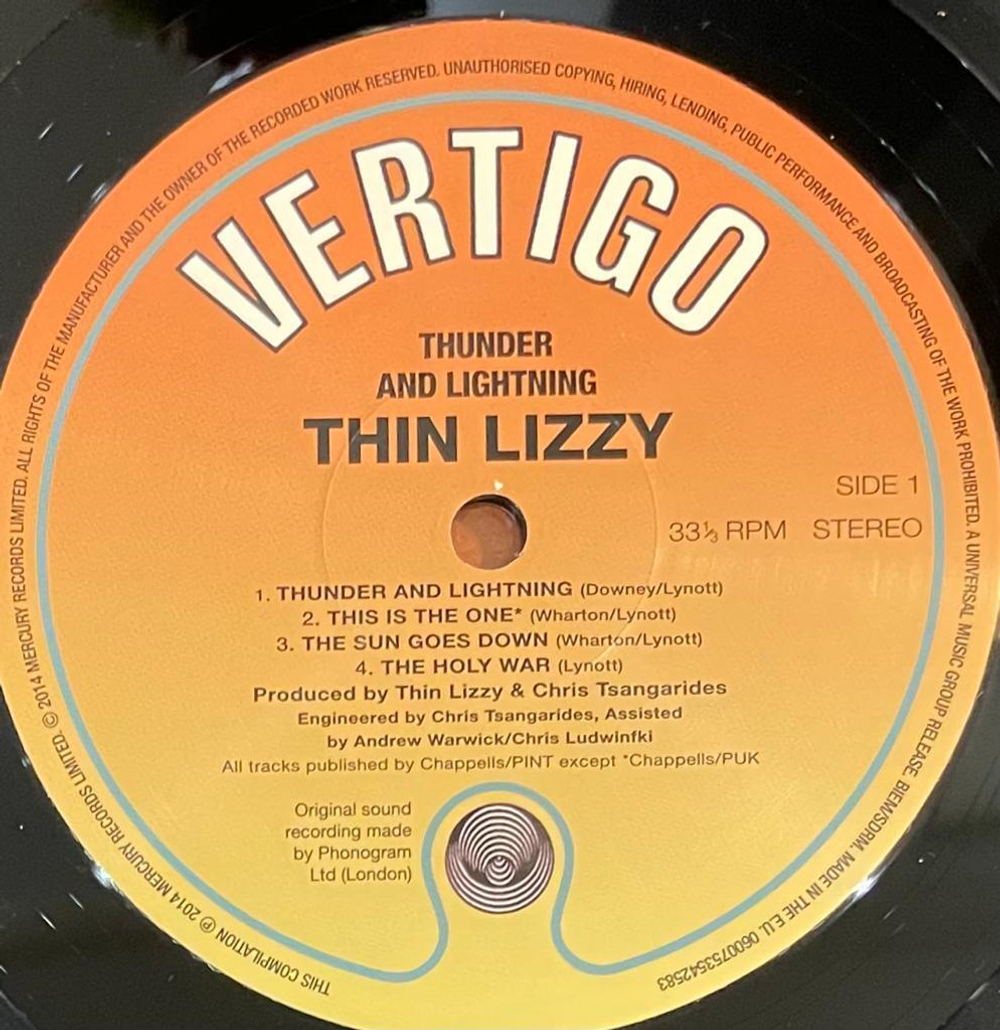 VERTIGO
THUNDER
AND LIGHTNING
THIN LIZZY
SIDE 1
33⅓ RPM STEREO
1. THUNDER AND LIGHTNING (Downey/Lynott)
2. THIS IS THE ONE* (Wharton/Lynott)
3. THE SUN GOES DOWN (Wharton/Lynott)
4. THE HOLY WAR (Lynott)
Produced by Thin Lizzy & Chris Tsangarides
Engineered by Chris Tsangarides, Assisted
by Andrew Warwick/Chris Ludwinfki
All tracks published by Chappells/PINT except *Chappells/PUK
Original sound
recording made
by Phonogram
Ltd (London)
THIS COMPILATION ℗ 2014 MERCURY RECORDS LIMITED. © 2014 MERCURY RECORDS LIMITED. ALL RIGHTS OF THE MANUFACTURER AND THE OWNER OF THE RECORDED WORK RESERVED. UNAUTHORISED COPYING, HIRING, LENDING, PUBLIC PERFORMANCE AND BROADCASTING OF THE WORK PROHIBITED. A UNIVERSAL MUSIC GROUP RELEASE. BIEM/SDRM. MADE IN THE E.U. 0600753542583